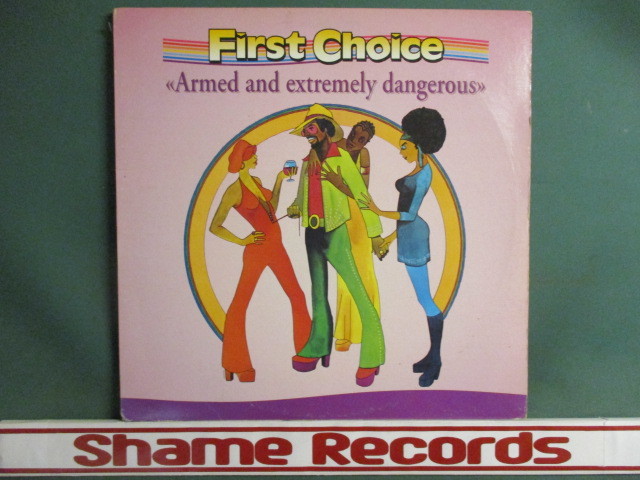 First Choice
«Armed and extremely dangerous»
Shame Records